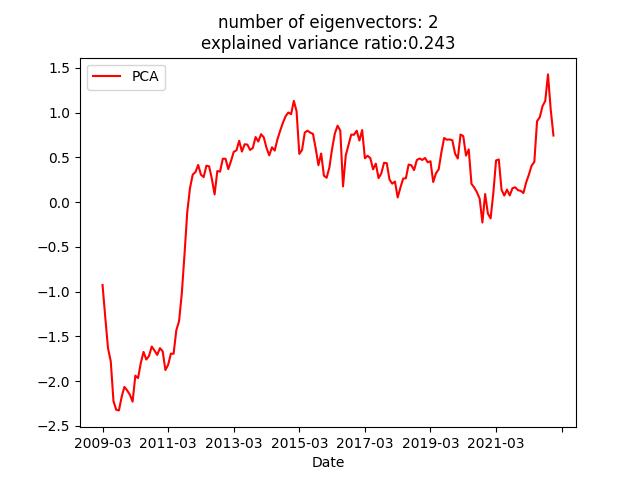 number of eigenvectors: 2
explained variance ratio:0.243
PCA
1.5
1.0
0.5
0.0
−0.5
−1.0
−1.5
−2.0
−2.5
2009-03 2011-03 2013-03 2015-03 2017-03 2019-03 2021-03
Date